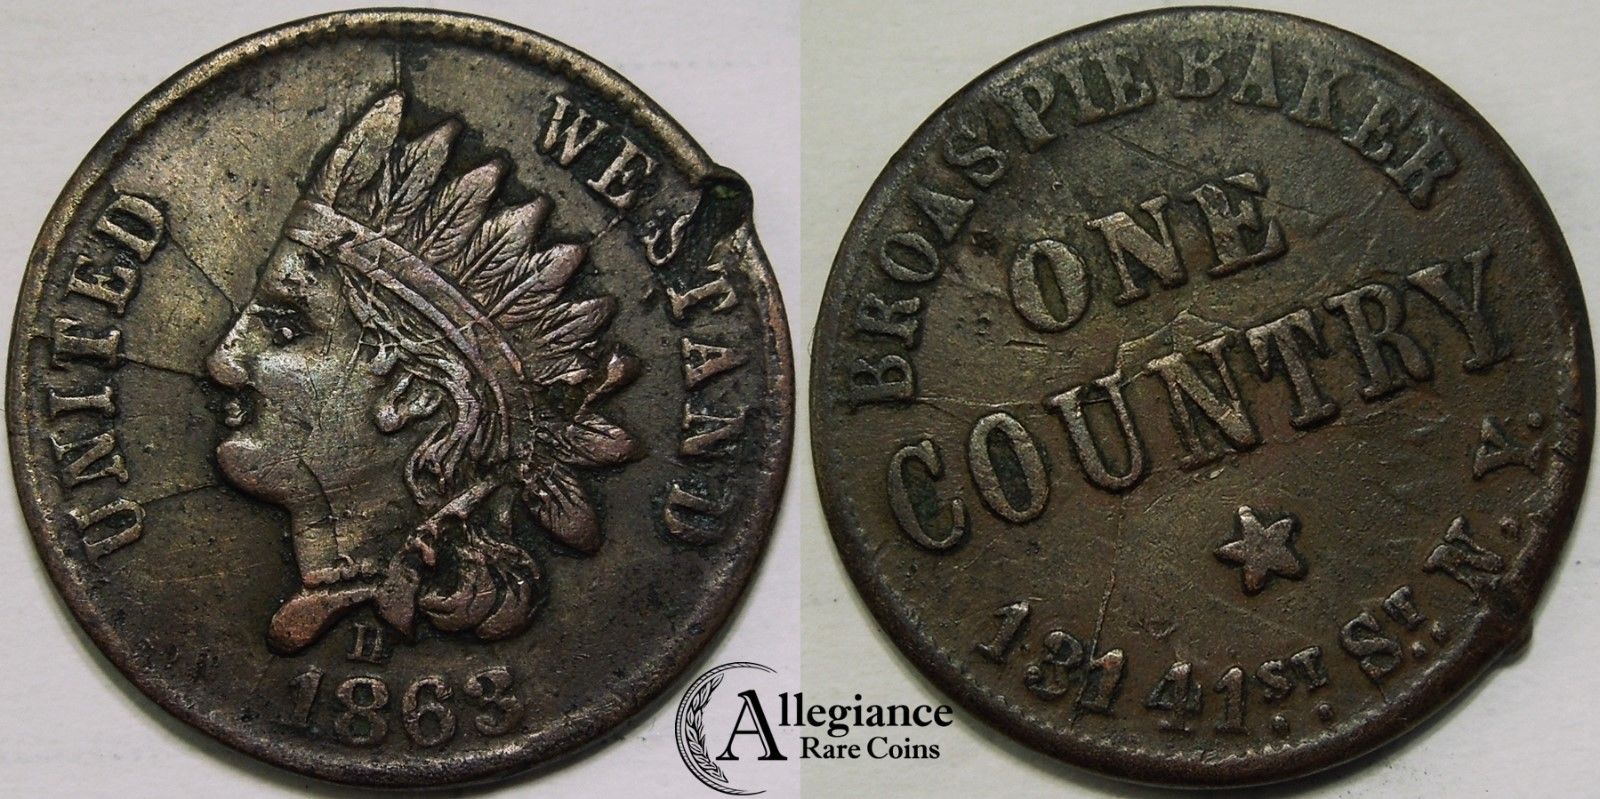 UNITED WE STAND
H
1863
BROAS PIE BAKER
ONE
COUNTRY
131 41ST ST. N. Y.
Allegiance
Rare Coins